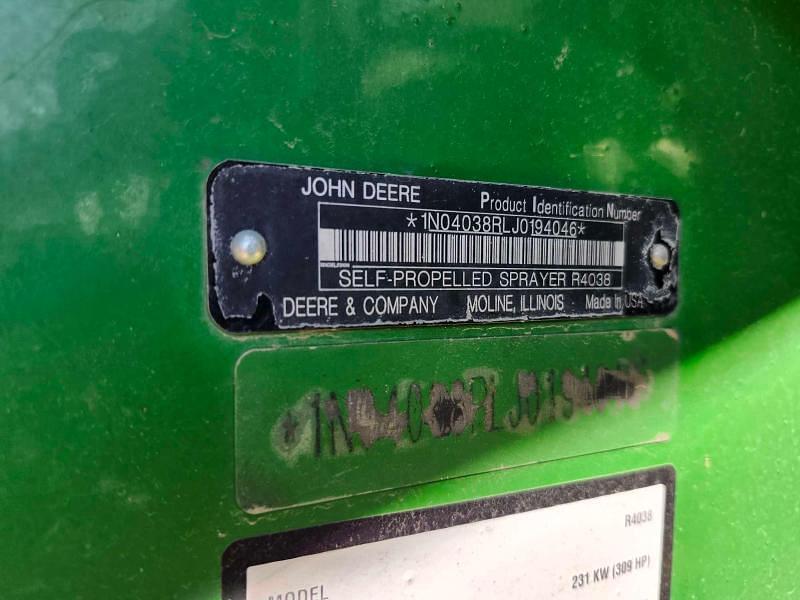 JOHN DEERE Product Identification Number
*1N04038RLJ0194046*
SELF-PROPELLED SPRAYER R4038
DEERE & COMPANY MOLINE, ILLINOIS Made in USA
R4038
MODEL 231 KW (309 HP)